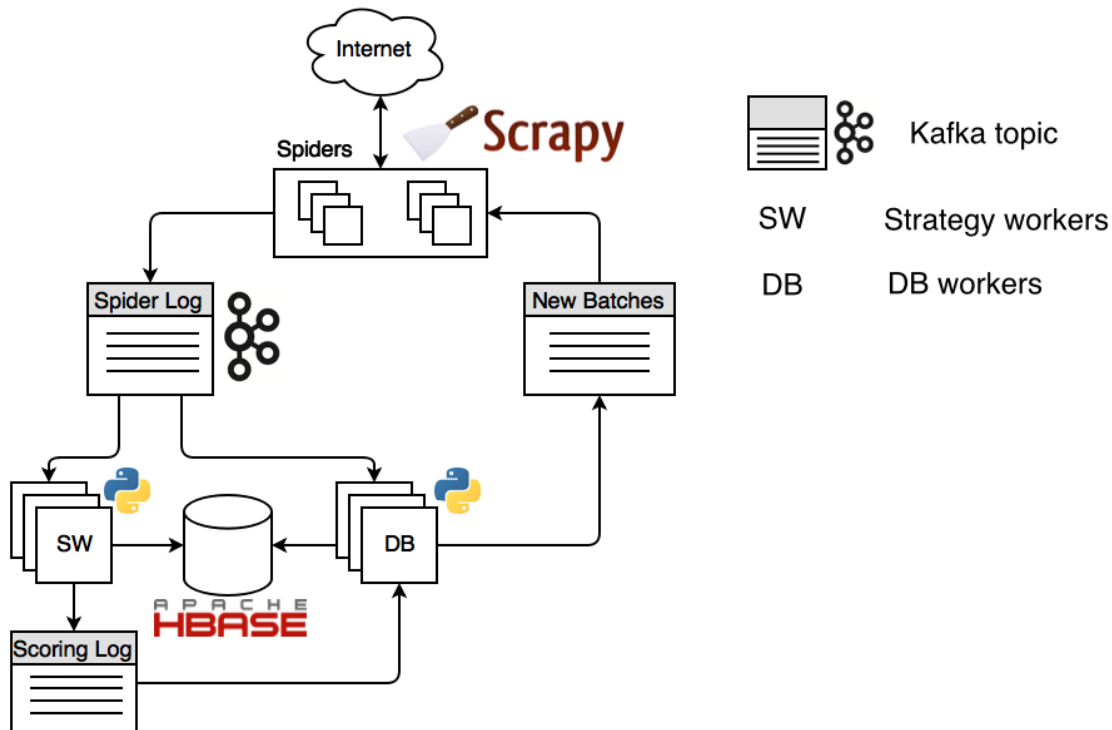 Internet
Scrapy
Spiders
Kafka topic
SW Strategy workers
DB DB workers
Spider Log
New Batches
SW
DB
APACHE
HBASE
Scoring Log